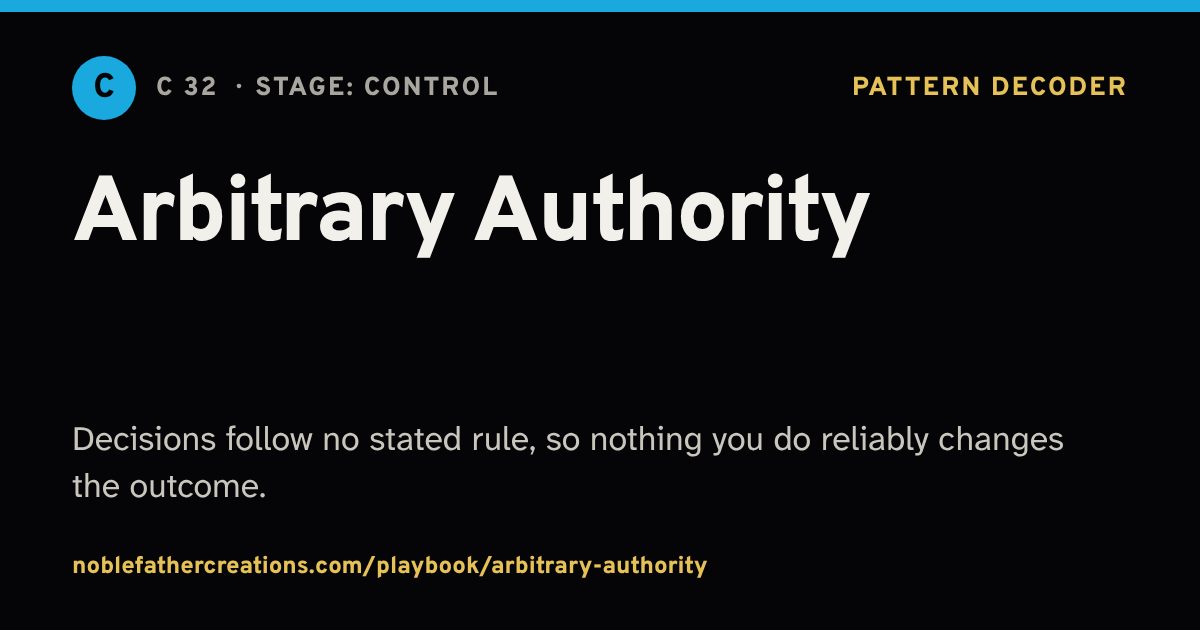 C
C 32 · STAGE: CONTROL
PATTERN DECODER
Arbitrary Authority
Decisions follow no stated rule, so nothing you do reliably changes
the outcome.
noblefathercreations.com/playbook/arbitrary-authority